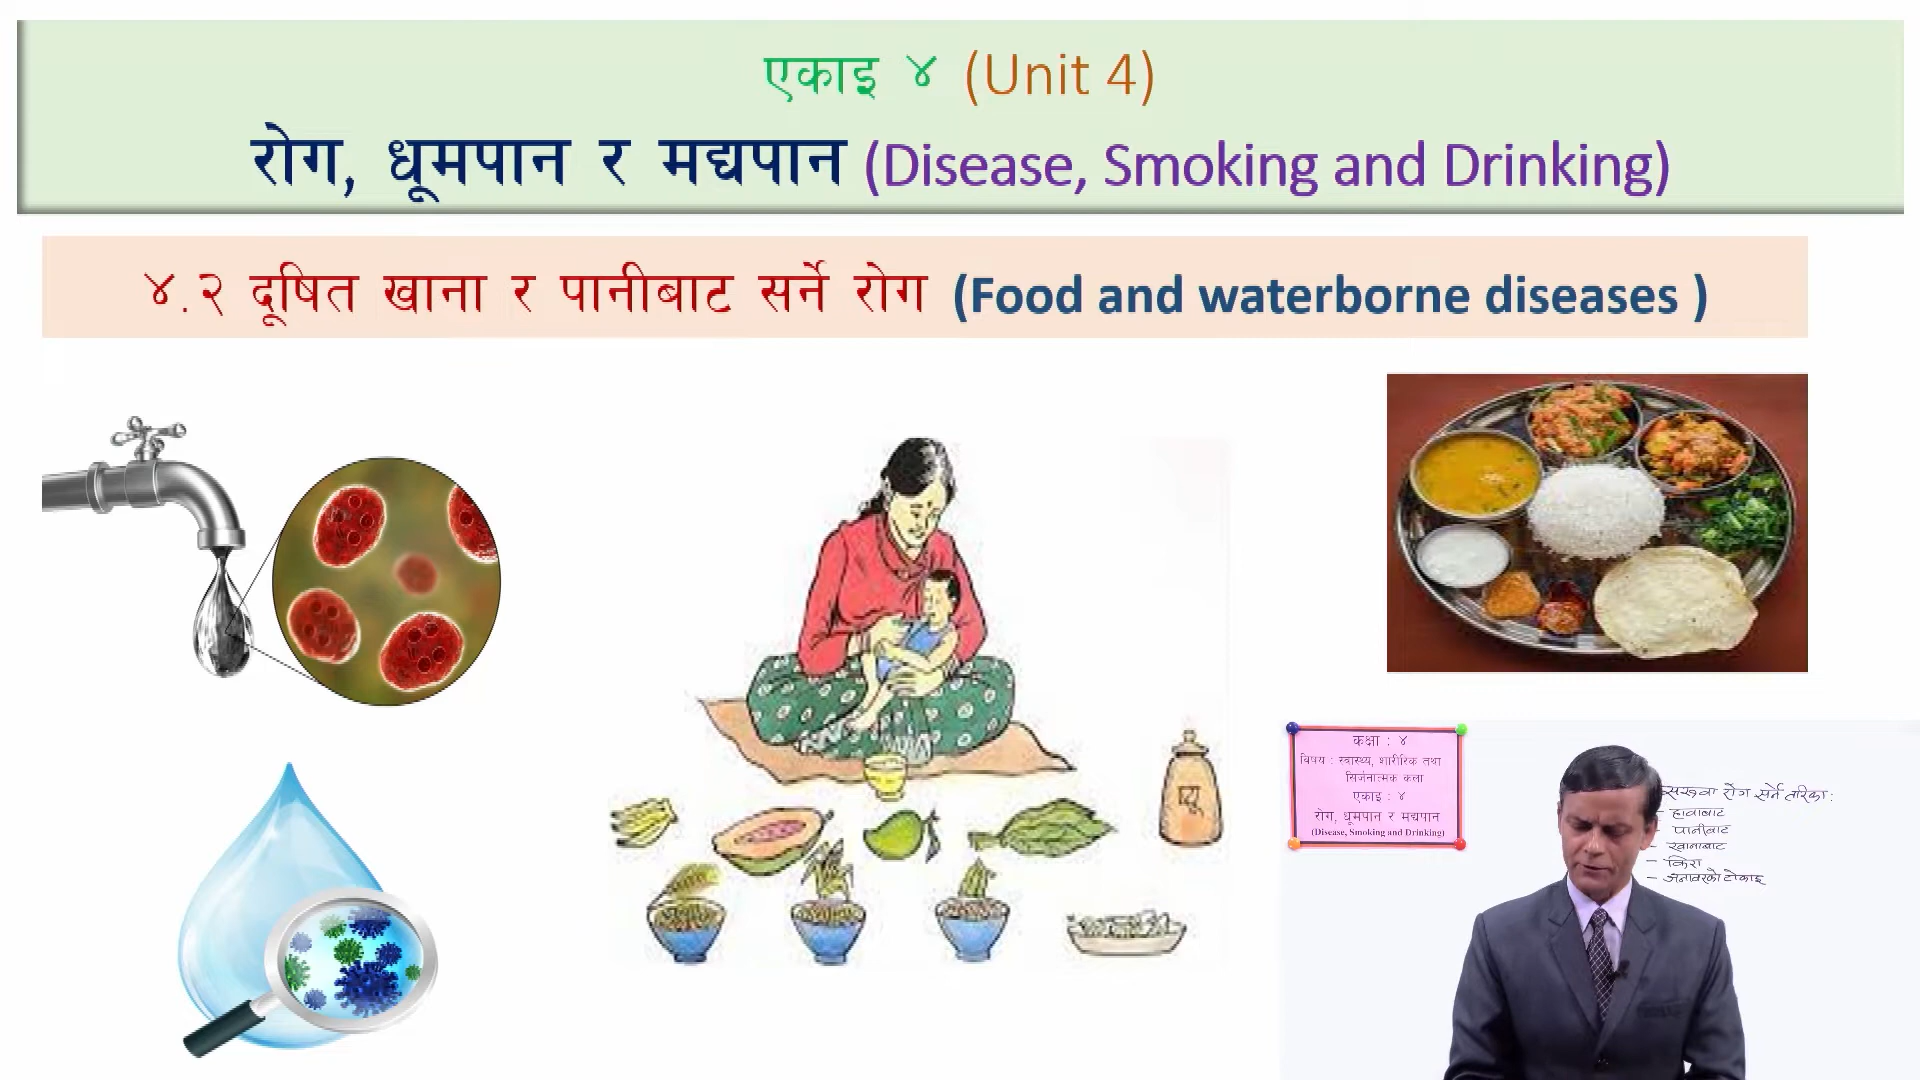 एकाइ ४ (Unit 4)
रोग, धूमपान र मद्यपान (Disease, Smoking and Drinking)
४.२ दूषित खाना र पानीबाट सर्ने रोग (Food and waterborne diseases )
घ्यू
कक्षा : ४
विषय : स्वास्थ्य, शारीरिक तथा
सिर्जनात्मक कला
एकाइ : ४
रोग, धूमपान र मद्यपान
(Disease, Smoking and Drinking)
सरुवा रोग सर्ने तरिका :
- हावाबाट
- पानीबाट
- खानाबाट
- किरा
- जनावरको टोकाइ